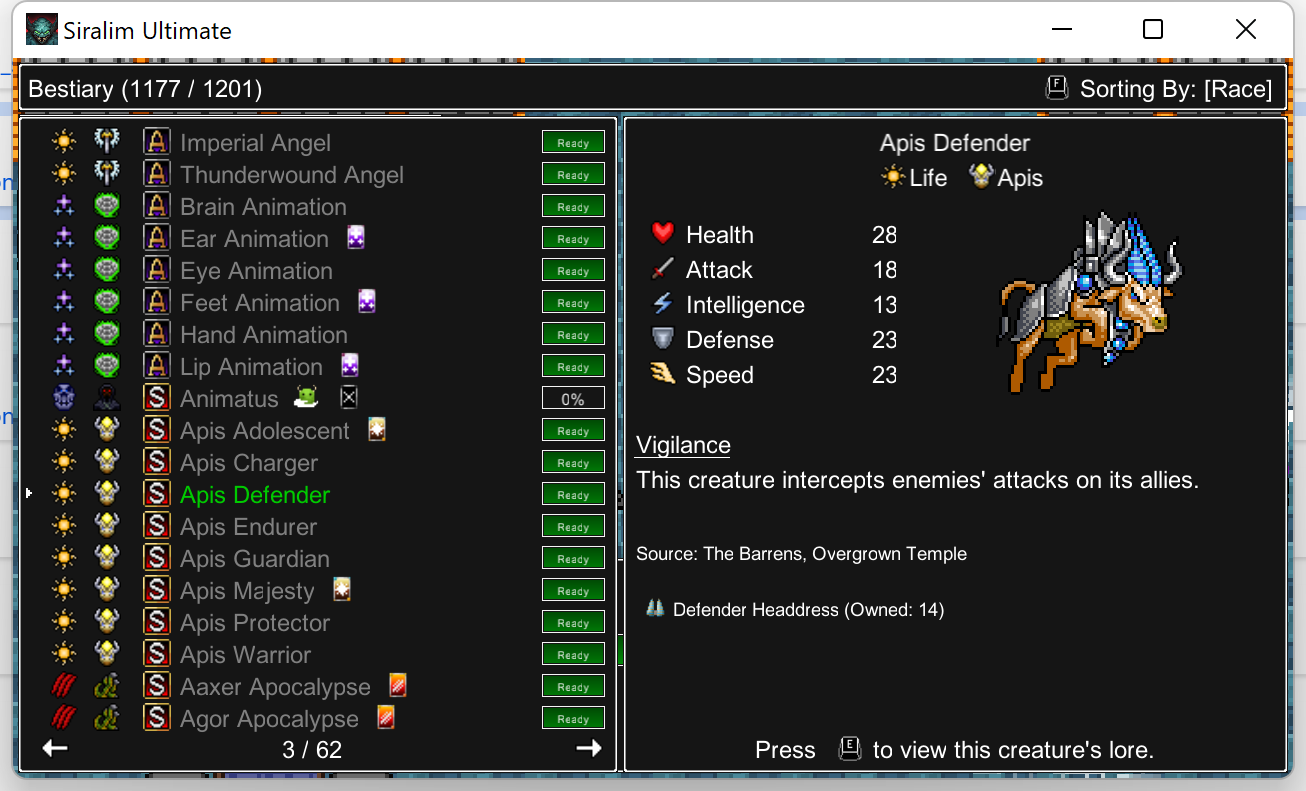 Siralim Ultimate
Bestiary (1177 / 1201)
F Sorting By: [Race]
A Imperial Angel Ready
A Thunderwound Angel Ready
A Brain Animation Ready
A Ear Animation Ready
A Eye Animation Ready
A Feet Animation Ready
A Hand Animation Ready
A Lip Animation Ready
S Animatus 0%
S Apis Adolescent Ready
S Apis Charger Ready
S Apis Defender Ready
S Apis Endurer Ready
S Apis Guardian Ready
S Apis Majesty Ready
S Apis Protector Ready
S Apis Warrior Ready
S Aaxer Apocalypse Ready
S Agor Apocalypse Ready
3 / 62
Apis Defender
Life Apis
Health 28
Attack 18
Intelligence 13
Defense 23
Speed 23
Vigilance
This creature intercepts enemies' attacks on its allies.
Source: The Barrens, Overgrown Temple
Defender Headdress (Owned: 14)
Press E to view this creature's lore.